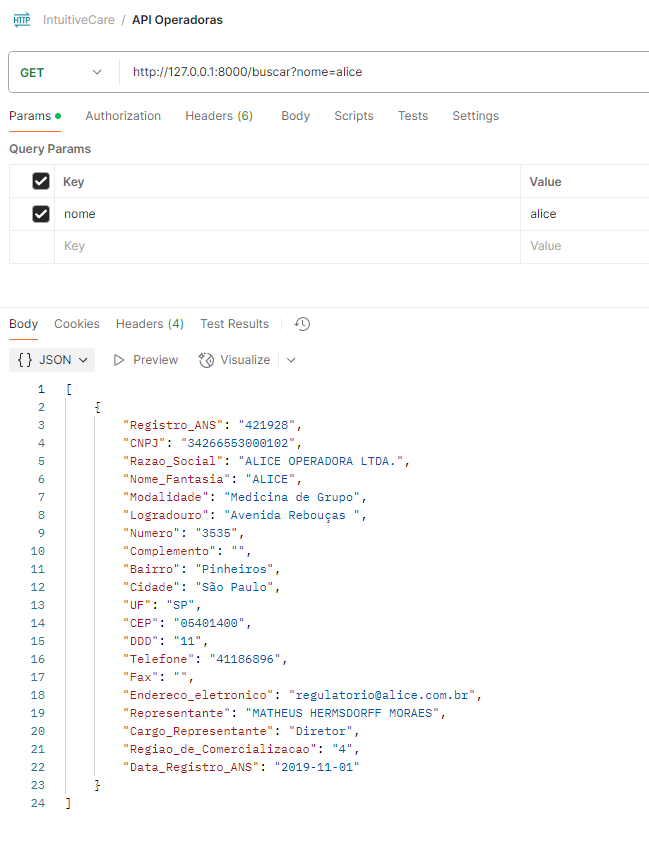 HTTP IntuitiveCare / API Operadoras
GET http://127.0.0.1:8000/buscar?nome=alice
Params Authorization Headers (6) Body Scripts Tests Settings
Query Params
Key Value
nome alice
Key Value
Body Cookies Headers (4) Test Results
{} JSON Preview Visualize
1 [
2 {
3 "Registro_ANS": "421928",
4 "CNPJ": "34266553000102",
5 "Razao_Social": "ALICE OPERADORA LTDA.",
6 "Nome_Fantasia": "ALICE",
7 "Modalidade": "Medicina de Grupo",
8 "Logradouro": "Avenida Rebouças ",
9 "Numero": "3535",
10 "Complemento": "",
11 "Bairro": "Pinheiros",
12 "Cidade": "São Paulo",
13 "UF": "SP",
14 "CEP": "05401400",
15 "DDD": "11",
16 "Telefone": "41186896",
17 "Fax": "",
18 "Endereco_eletronico": "regulatorio@alice.com.br",
19 "Representante": "MATHEUS HERMSDORFF MORAES",
20 "Cargo_Representante": "Diretor",
21 "Regiao_de_Comercializacao": "4",
22 "Data_Registro_ANS": "2019-11-01"
23 }
24 ]